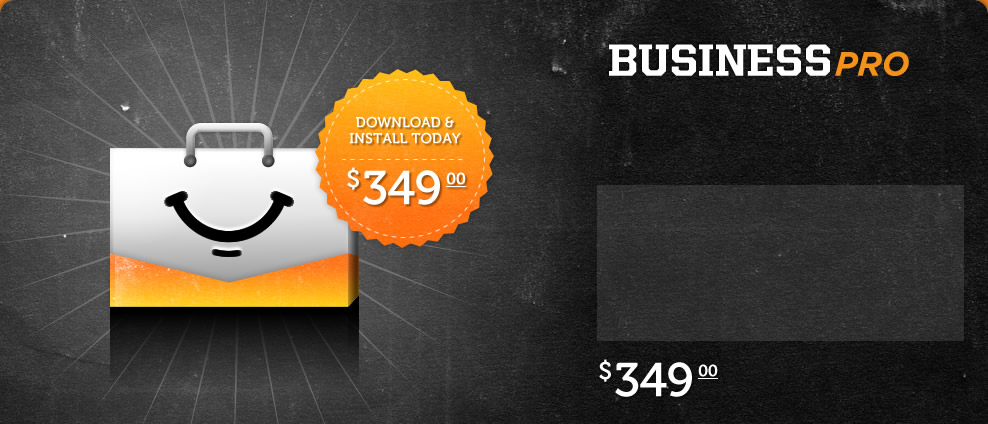 BUSINESS PRO
DOWNLOAD &
INSTALL TODAY
$349 00
$349 00